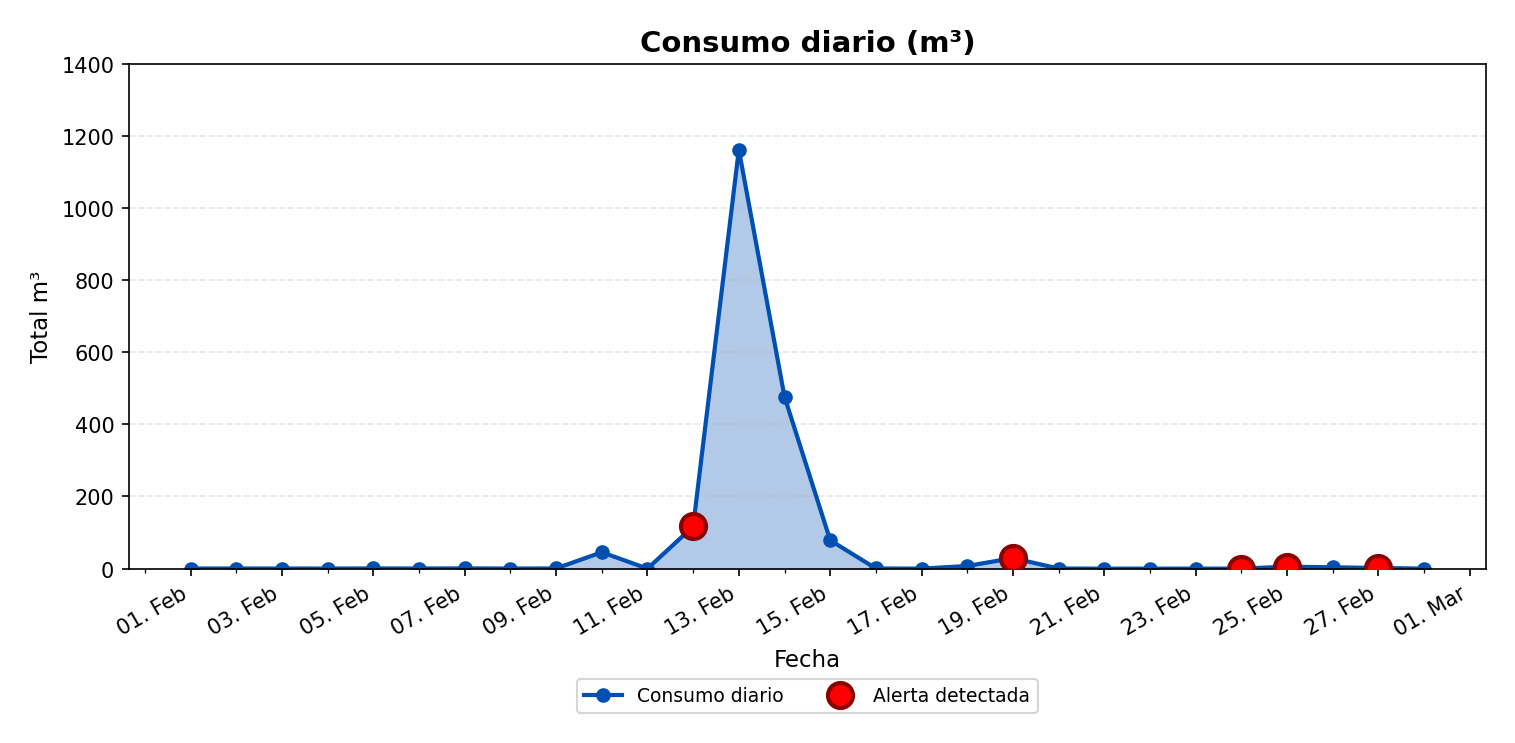 Consumo diario (m³)
1400
1200
1000
800
600
400
200
0
Total m³
01. Feb
03. Feb
05. Feb
07. Feb
09. Feb
11. Feb
13. Feb
15. Feb
17. Feb
19. Feb
21. Feb
23. Feb
25. Feb
27. Feb
01. Mar
Fecha
Consumo diario
Alerta detectada